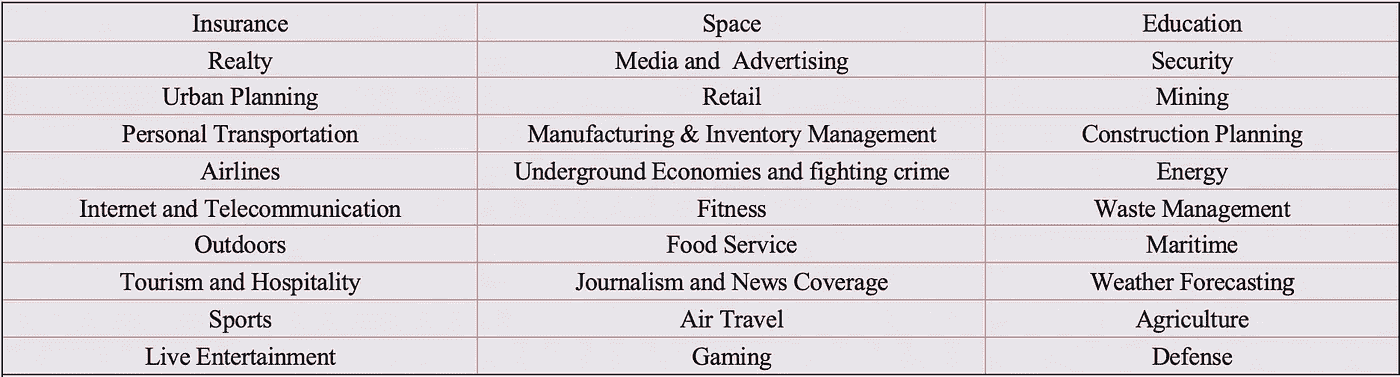 Insurance Space Education
Realty Media and Advertising Security
Urban Planning Retail Mining
Personal Transportation Manufacturing & Inventory Management Construction Planning
Airlines Underground Economies and fighting crime Energy
Internet and Telecommunication Fitness Waste Management
Outdoors Food Service Maritime
Tourism and Hospitality Journalism and News Coverage Weather Forecasting
Sports Air Travel Agriculture
Live Entertainment Gaming Defense